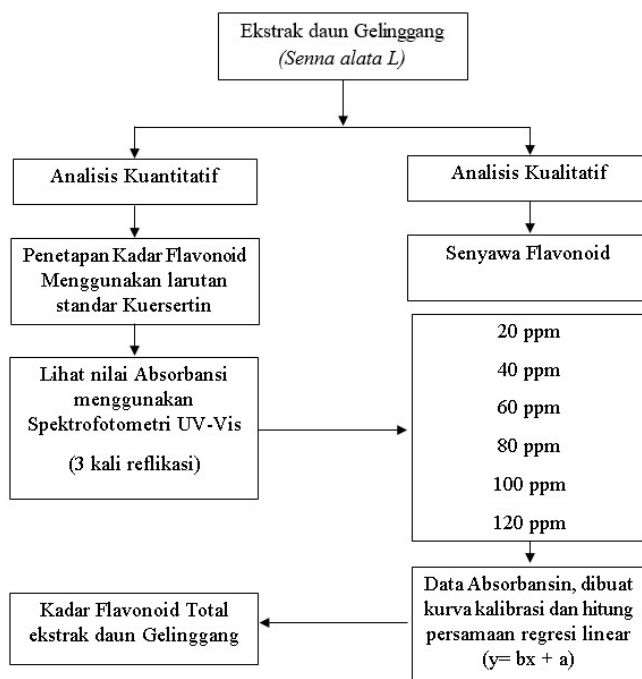 Ekstrak daun Gelinggang
(Senna alata L)
Analisis Kuantitatif
Analisis Kualitatif
Penetapan Kadar Flavonoid
Menggunakan larutan
standar Kuersertin
Senyawa Flavonoid
Lihat nilai Absorbansi
menggunakan
Spektrofotometri UV-Vis
(3 kali reflikasi)
20 ppm
40 ppm
60 ppm
80 ppm
100 ppm
120 ppm
Data Absorbansin, dibuat
kurva kalibrasi dan hitung
persamaan regresi linear
(y= bx + a)
Kadar Flavonoid Total
ekstrak daun Gelinggang